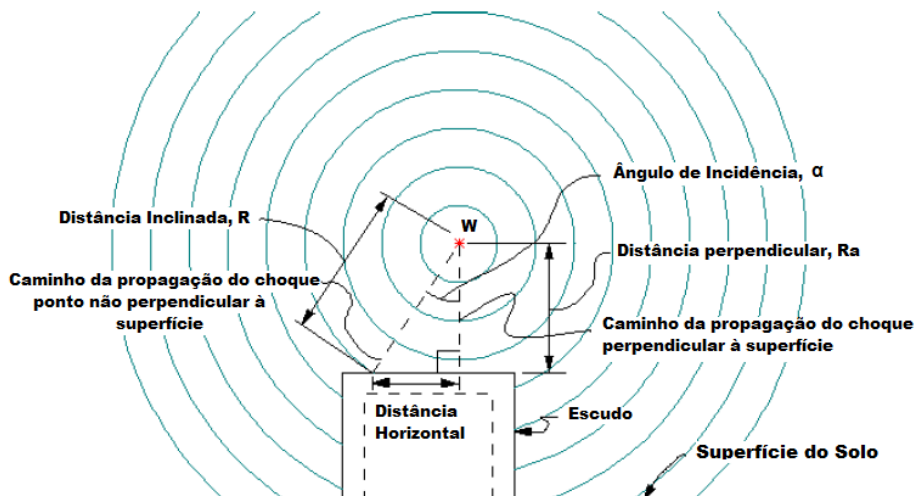 Ângulo de Incidência, α
Distância Inclinada, R
W
Distância perpendicular, Ra
Caminho da propagação do choque
ponto não perpendicular à
superfície
Caminho da propagação do choque
perpendicular à superfície
Distância
Horizontal
Escudo
Superfície do Solo